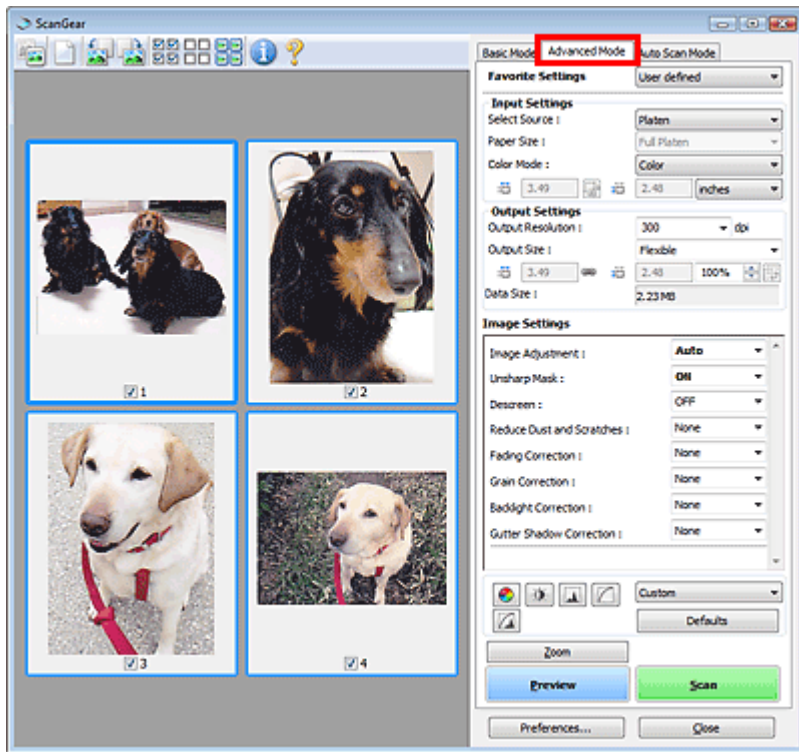 ScanGear
Basic Mode Advanced Mode Auto Scan Mode
Favorite Settings User defined
Input Settings
Select Source : Platen
Paper Size : Full Platen
Color Mode : Color
3.49 2.48 inches
Output Settings
Output Resolution : 300 dpi
Output Size : Flexible
3.49 2.48 100%
Data Size : 2.23 MB
Image Settings
Image Adjustment : Auto
Unsharp Mask : ON
Descreen : OFF
Reduce Dust and Scratches : None
Fading Correction : None
Grain Correction : None
Backlight Correction : None
Gutter Shadow Correction : None
1
2
3
4
Custom
Defaults
Zoom
Preview Scan
Preferences... Close